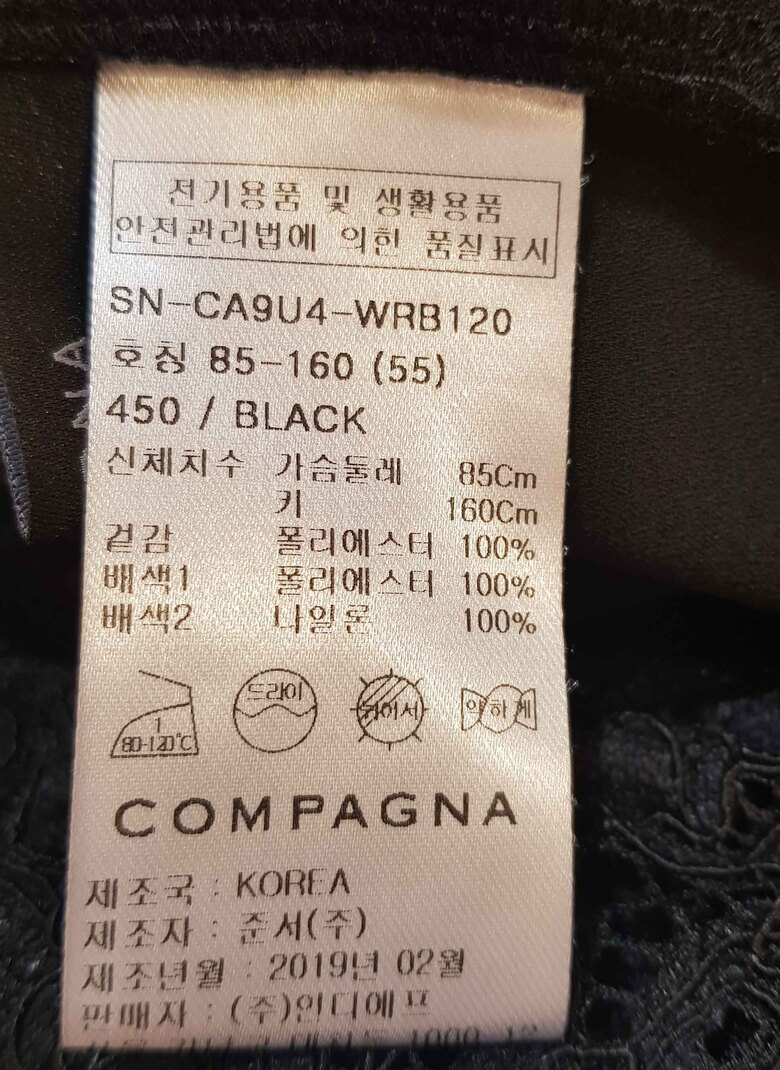 전기용품 및 생활용품
안전관리법에 의한 품질표시
SN-CA9U4-WRB120
호칭 85-160 (55)
450 / BLACK
신체치수 가슴둘레 85Cm
키 160Cm
겉감 폴리에스터 100%
배색1 폴리에스터 100%
배색2 나일론 100%
1 80-120℃ 드라이 뉘어서 약하게
COMPAGNA
제조국 : KOREA
제조자 : 준서(주)
제조년월 : 2019년 02월
판매자 : (주)인디에프